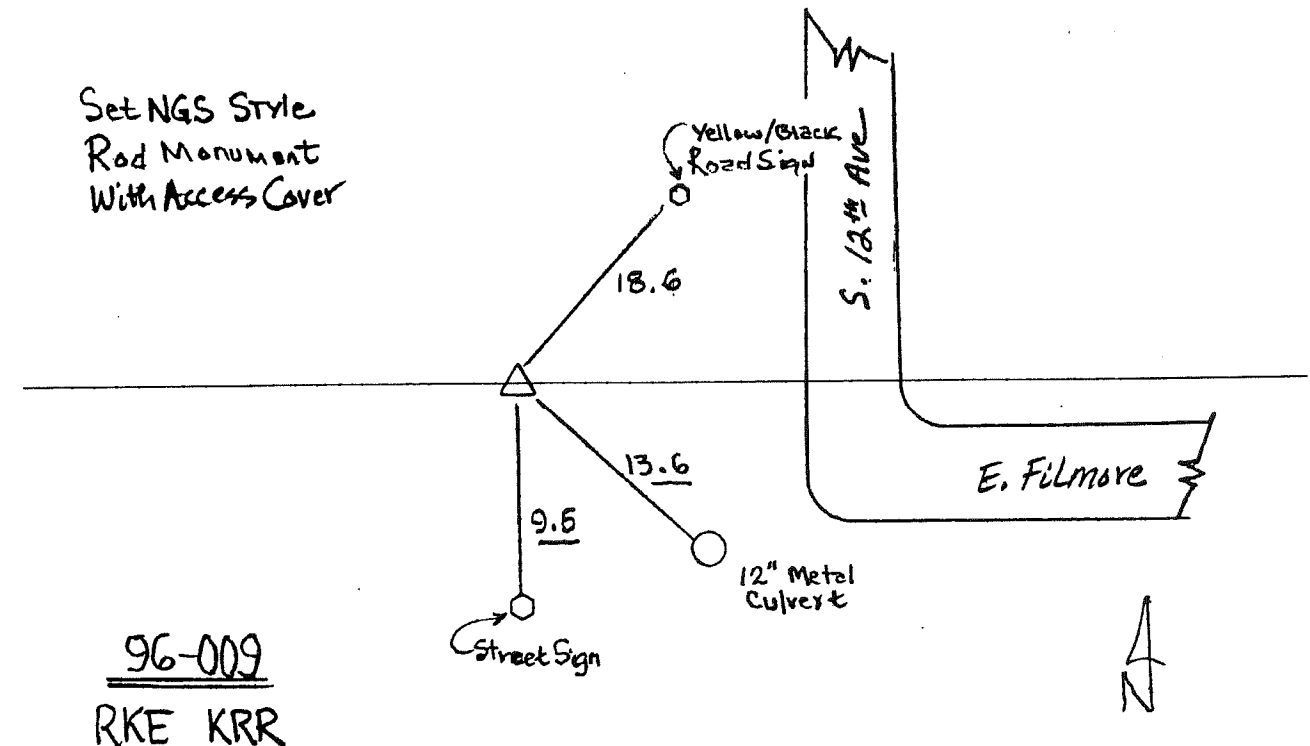 Set NGS Style
Rod Monument
With Access Cover
Yellow/Black
Road Sign
S. 12th Ave
18.6
13.6
E. Filmore
9.5
12" Metal
Culvert
Street Sign
96-009
RKE KRR
N